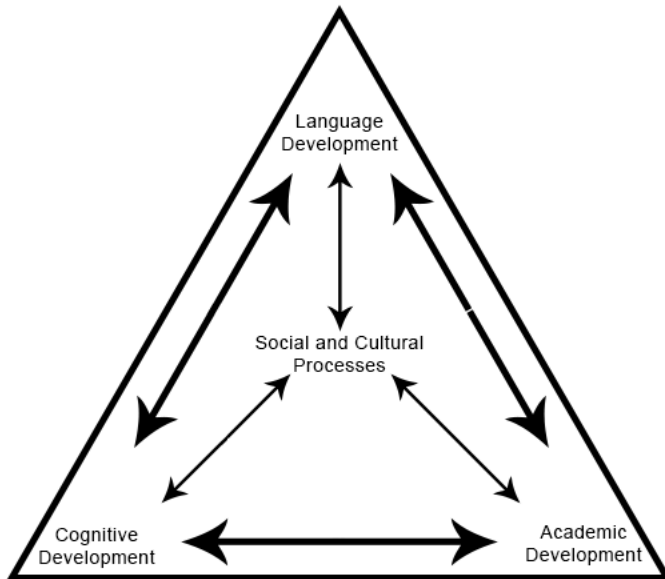 Language
Development
Social and Cultural
Processes
Cognitive
Development
Academic
Development